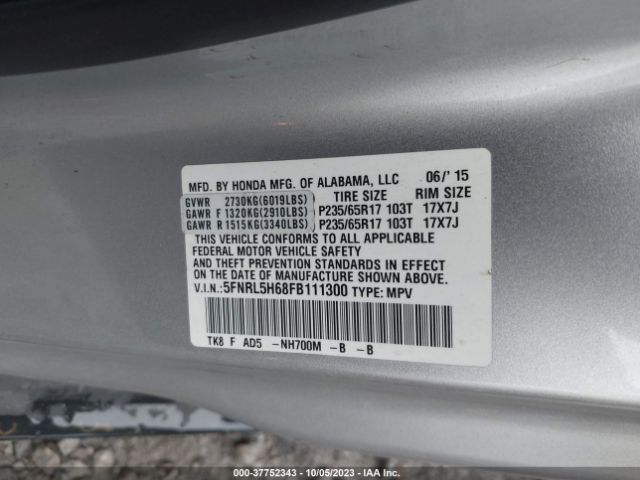 MFD. BY HONDA MFG. OF ALABAMA, LLC 06/' 15
GVWR 2730KG(6019LBS) TIRE SIZE RIM SIZE
GAWR F 1320KG(2910LBS) P235/65R17 103T 17X7J
GAWR R 1515KG(3340LBS) P235/65R17 103T 17X7J
THIS VEHICLE CONFORMS TO ALL APPLICABLE
FEDERAL MOTOR VEHICLE SAFETY
AND THEFT PREVENTION STANDARDS IN EFFECT
ON THE DATE OF MANUFACTURE SHOWN ABOVE.
V.I.N.:5FNRL5H68FB111300 TYPE: MPV
TK8 F AD5 -NH700M -B -B
000-37752343 | 10/05/2023 | IAA Inc.